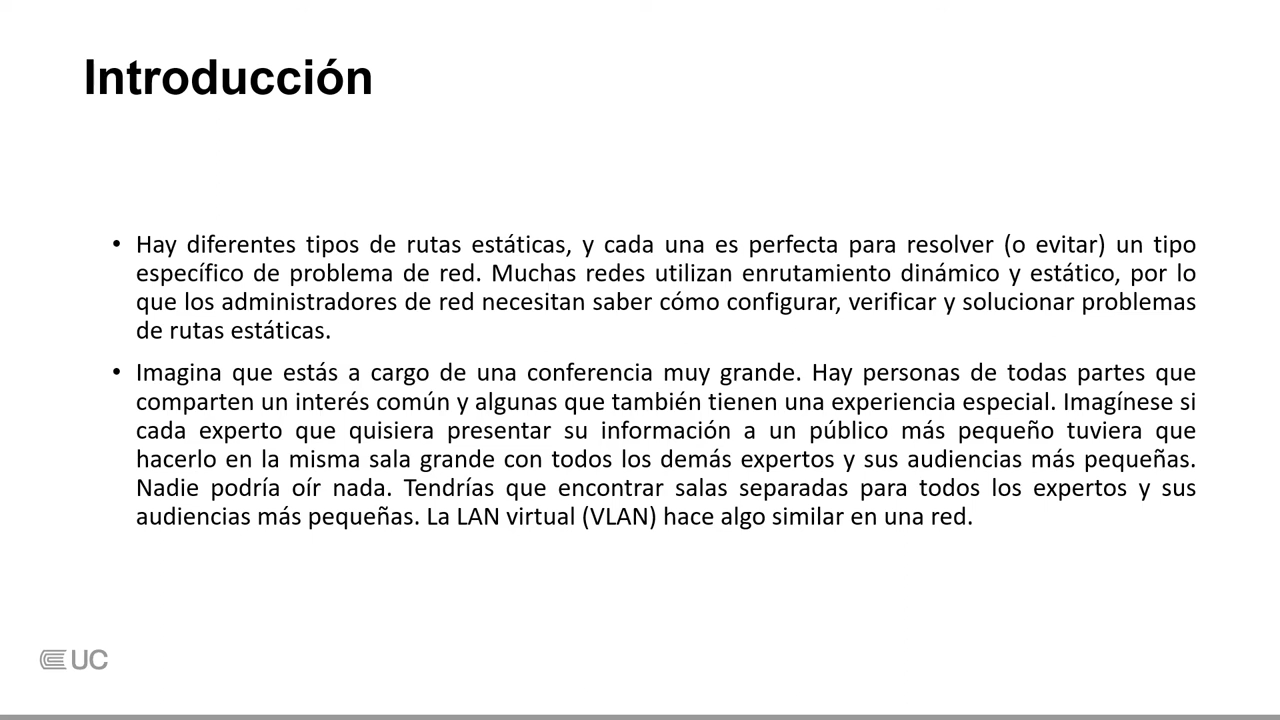 Introducción
• Hay diferentes tipos de rutas estáticas, y cada una es perfecta para resolver (o evitar) un tipo
específico de problema de red. Muchas redes utilizan enrutamiento dinámico y estático, por lo
que los administradores de red necesitan saber cómo configurar, verificar y solucionar problemas
de rutas estáticas.
• Imagina que estás a cargo de una conferencia muy grande. Hay personas de todas partes que
comparten un interés común y algunas que también tienen una experiencia especial. Imagínese si
cada experto que quisiera presentar su información a un público más pequeño tuviera que
hacerlo en la misma sala grande con todos los demás expertos y sus audiencias más pequeñas.
Nadie podría oír nada. Tendrías que encontrar salas separadas para todos los expertos y sus
audiencias más pequeñas. La LAN virtual (VLAN) hace algo similar en una red.
UC